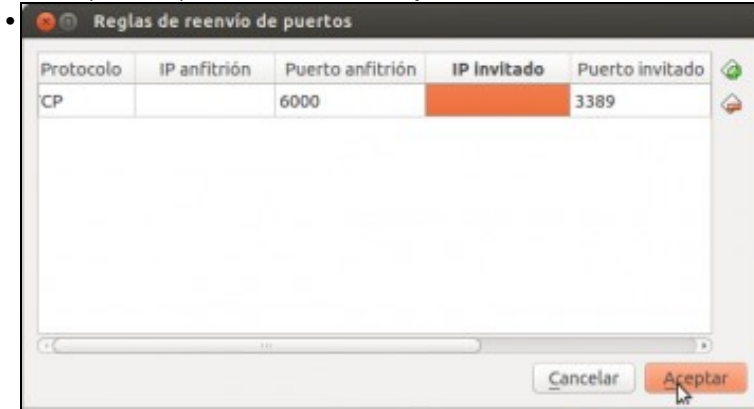 Reglas de reenvío de puertos
Protocolo IP anfitrión Puerto anfitrión IP invitado Puerto invitado
CP 6000 3389
Cancelar Aceptar